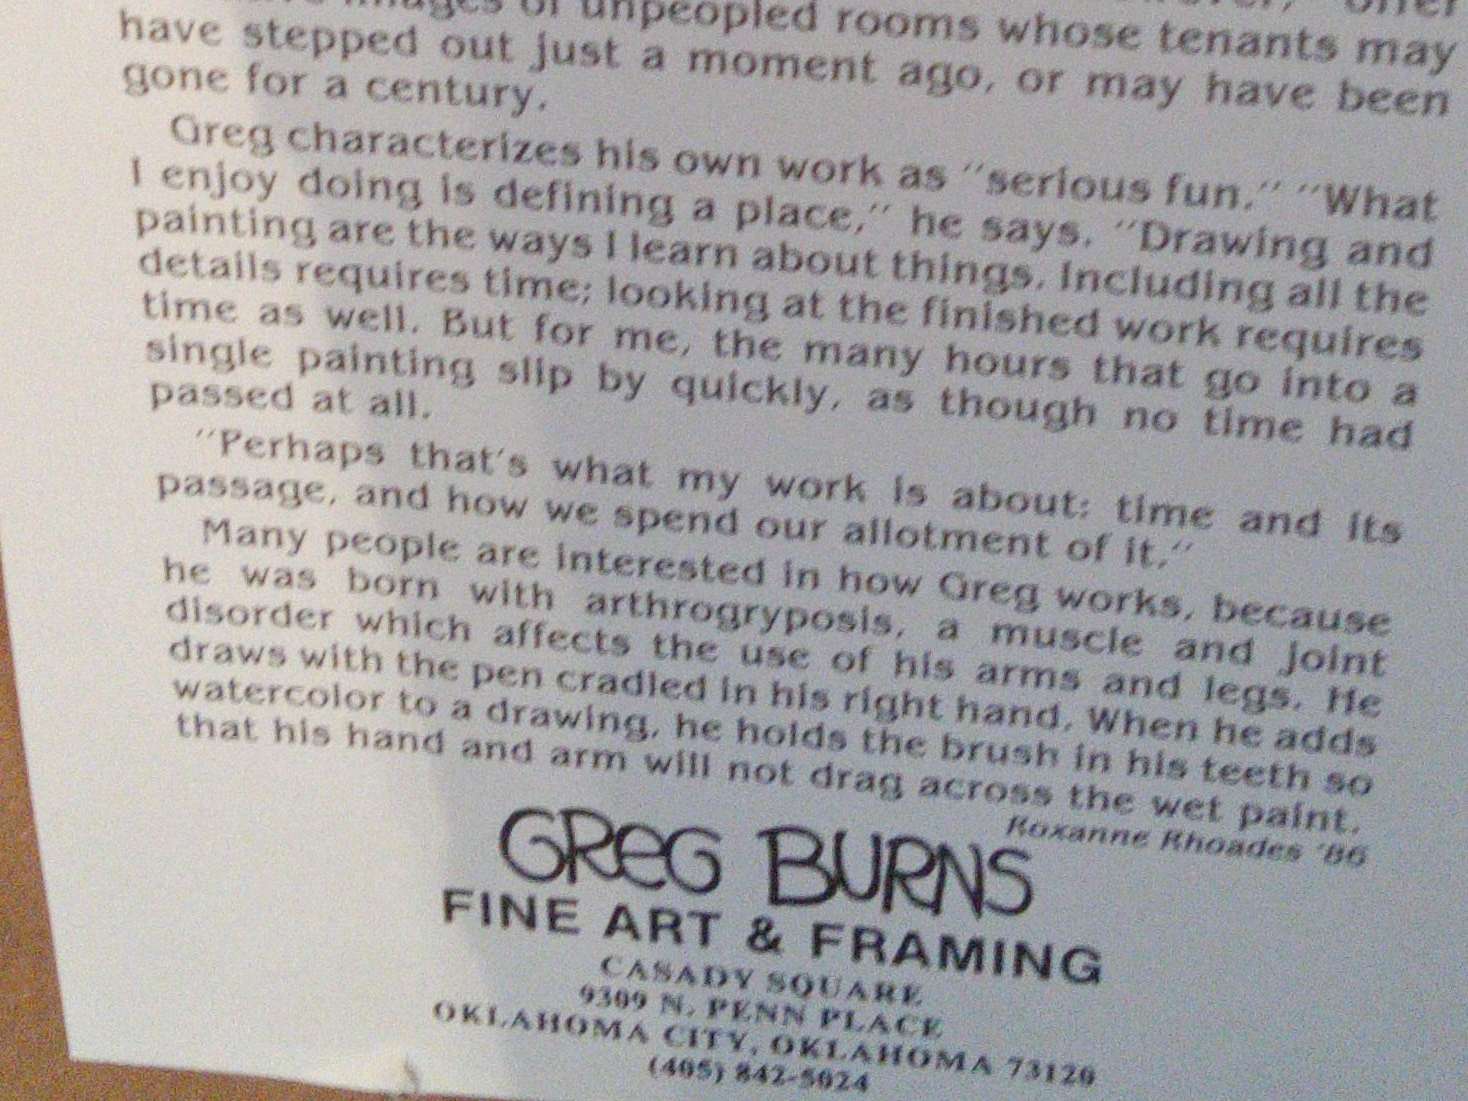 images of unpeopled rooms whose tenants may
have stepped out just a moment ago, or may have been
gone for a century.
Greg characterizes his own work as "serious fun." "What
I enjoy doing is defining a place," he says. "Drawing and
painting are the ways I learn about things. Including all the
details requires time; looking at the finished work requires
time as well. But for me, the many hours that go into a
single painting slip by quickly, as though no time had
passed at all.
"Perhaps that's what my work is about: time and its
passage, and how we spend our allotment of it."
Many people are interested in how Greg works, because
he was born with arthrogryposis, a muscle and joint
disorder which affects the use of his arms and legs. He
draws with the pen cradled in his right hand. When he adds
watercolor to a drawing, he holds the brush in his teeth so
that his hand and arm will not drag across the wet paint.
Roxanne Rhoades '86
GREG BURNS
FINE ART & FRAMING
CASADY SQUARE
9309 N. PENN PLACE
OKLAHOMA CITY, OKLAHOMA 73120
(405) 842-5024